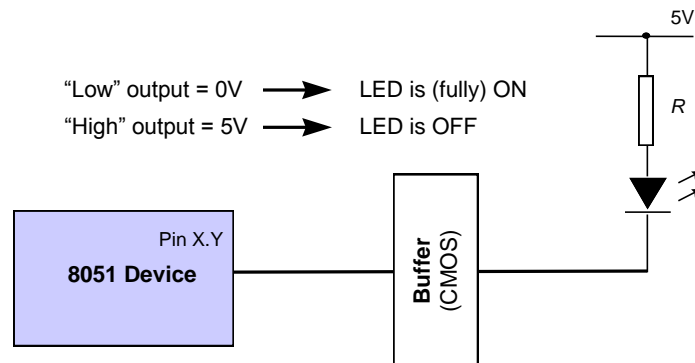 5V
“Low” output = 0V LED is (fully) ON
“High” output = 5V LED is OFF
R
Pin X.Y
8051 Device
Buffer
(CMOS)